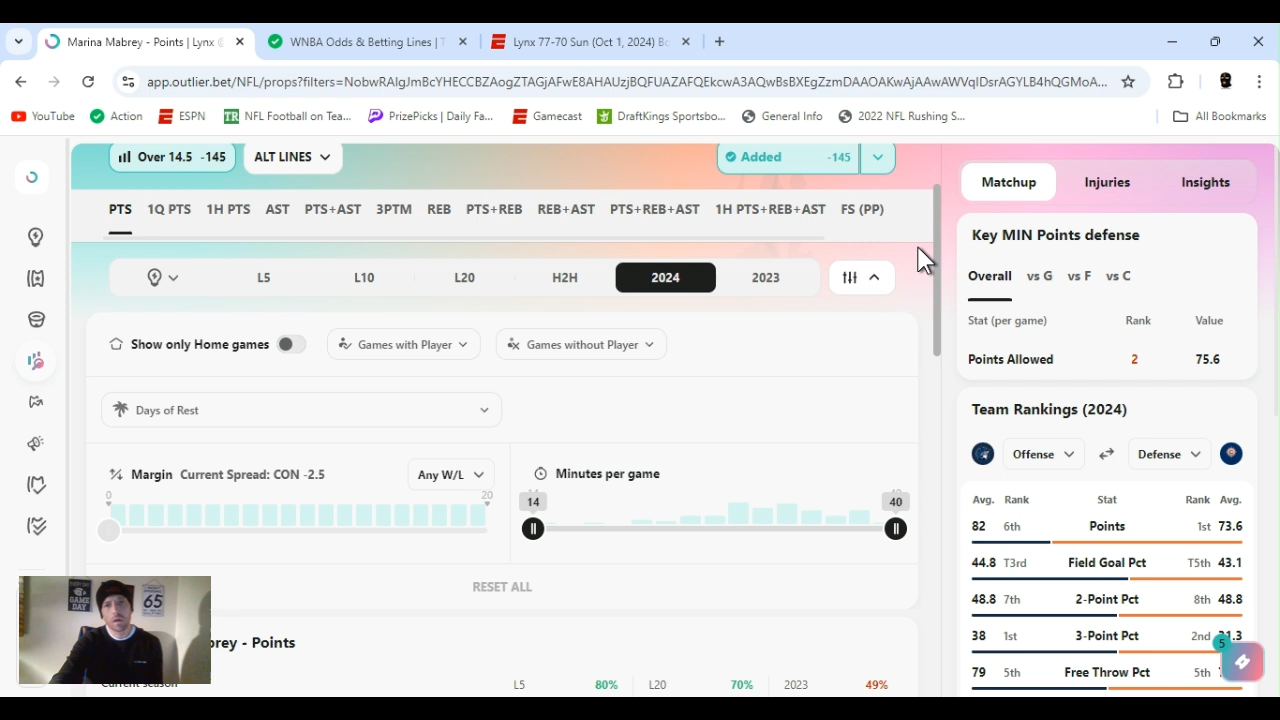 Marina Mabrey - Points | Lynx
WNBA Odds & Betting Lines |
Lynx 77-70 Sun (Oct 1, 2024) Bo
app.outlier.bet/NFL/props?filters=
YouTube Action ESPN NFL Football on Tea... PrizePicks | Daily Fa... Gamecast DraftKings Sportsbo... General Info 2022 NFL Rushing S... All Bookmarks
Over 14.5 -145 ALT LINES Added -145
PTS 1Q PTS 1H PTS AST PTS+AST 3PTM REB PTS+REB REB+AST PTS+REB+AST 1H PTS+REB+AST FS (PP)
L5 L10 L20 H2H 2024 2023
Show only Home games Games with Player Games without Player
Days of Rest
Margin Current Spread: CON -2.5 Any W/L
0 20
Minutes per game
14 40
RESET ALL
brey - Points
Current season
L5 80% L20 70% 2023 49%
GAME DAY
65
Matchup Injuries Insights
Key MIN Points defense
Overall vs G vs F vs C
Stat (per game) Rank Value
Points Allowed 2 75.6
Team Rankings (2024)
Offense Defense
Avg. Rank Stat Rank Avg.
82 6th Points 1st 73.6
44.8 T3rd Field Goal Pct T5th 43.1
48.8 7th 2-Point Pct 8th 48.8
38 1st 3-Point Pct 2nd
79 5th Free Throw Pct 5th
5